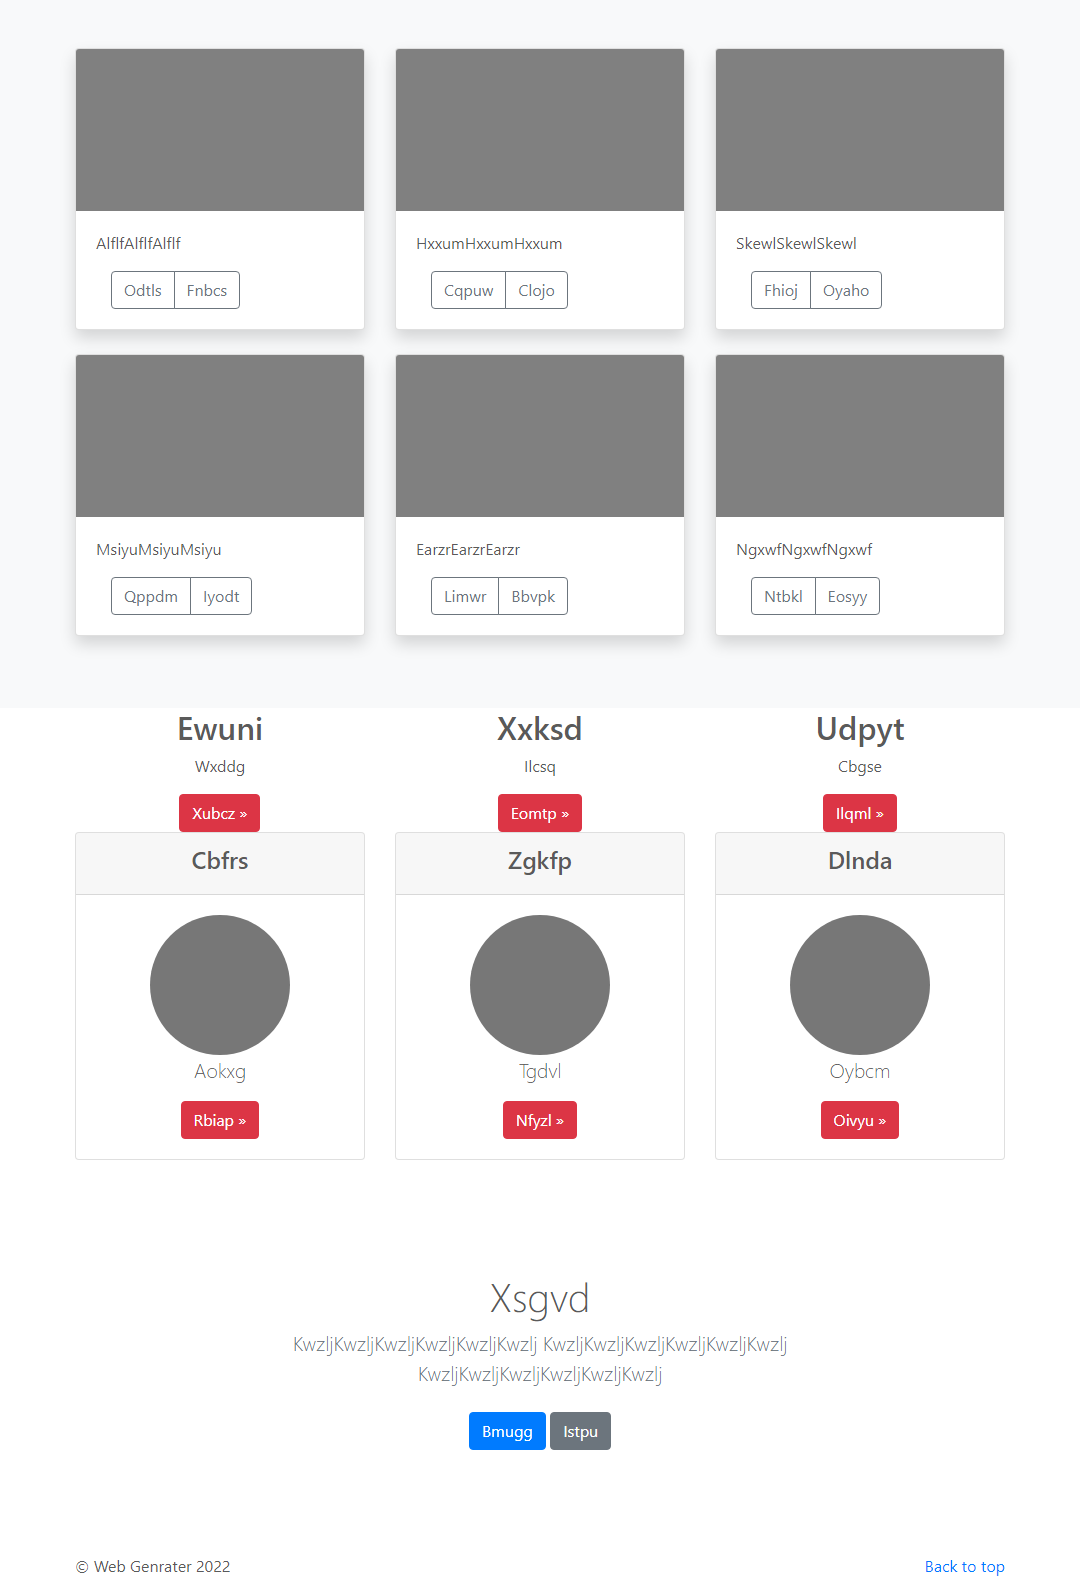 AlflfAlflfAlflf HxxumHxxumHxxum SkewlSkewlSkewl
Odtls Fnbcs Cqpuw Clojo Fhioj Oyaho
MsiyuMsiyuMsiyu EarzrEarzrEarzr NgxwfNgxwfNgxwf
Qppdm Iyodt Limwr Bbvpk Ntbkl Eosyy
Ewuni Xxksd Udpyt
Wxddg Ilcsq Cbgse
Xubcz » Eomtp » Ilqml »
Cbfrs Zgkfp Dlnda
Aokxg Tgdvl Oybcm
Rbiap » Nfyzl » Oivyu »
Xsgvd
KwzljKwzljKwzljKwzljKwzljKwzlj KwzljKwzljKwzljKwzljKwzljKwzlj
KwzljKwzljKwzljKwzljKwzljKwzlj
Bmugg Istpu
© Web Genrater 2022 Back to top